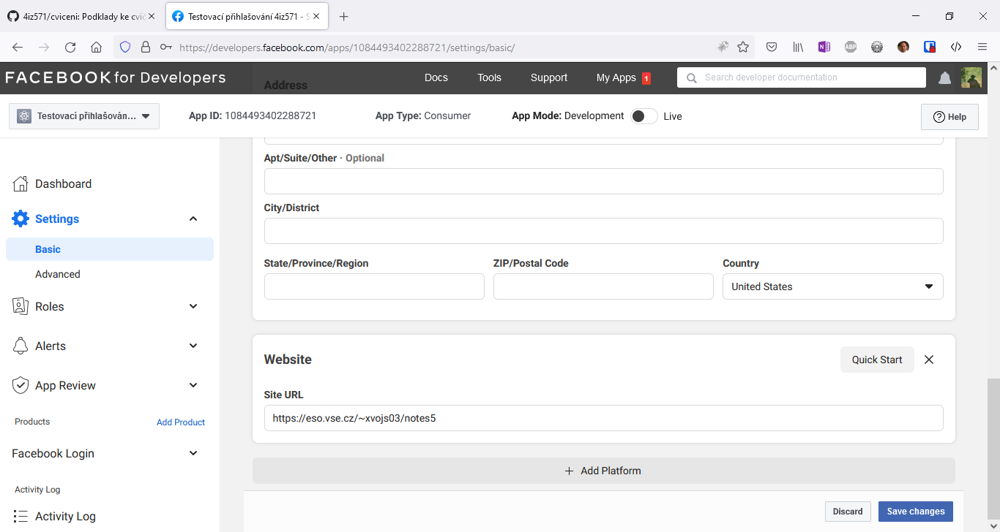 4iz571/cviceni: Podklady ke cvič
Testovací přihlašování 4iz571 - S
https://developers.facebook.com/apps/1084493402288721/settings/basic/
ABP
FACEBOOK for Developers
Docs
Tools
Support
My Apps 1
Search developer documentation
Address
Testovací přihlašován...
App ID: 1084493402288721
App Type: Consumer
App Mode: Development
Live
Help
Dashboard
Settings
Basic
Advanced
Roles
Alerts
App Review
Products
Add Product
Facebook Login
Activity Log
Activity Log
Apt/Suite/Other · Optional
City/District
State/Province/Region
ZIP/Postal Code
Country
United States
Website
Quick Start
Site URL
https://eso.vse.cz/~xvojs03/notes5
Add Platform
Discard
Save changes